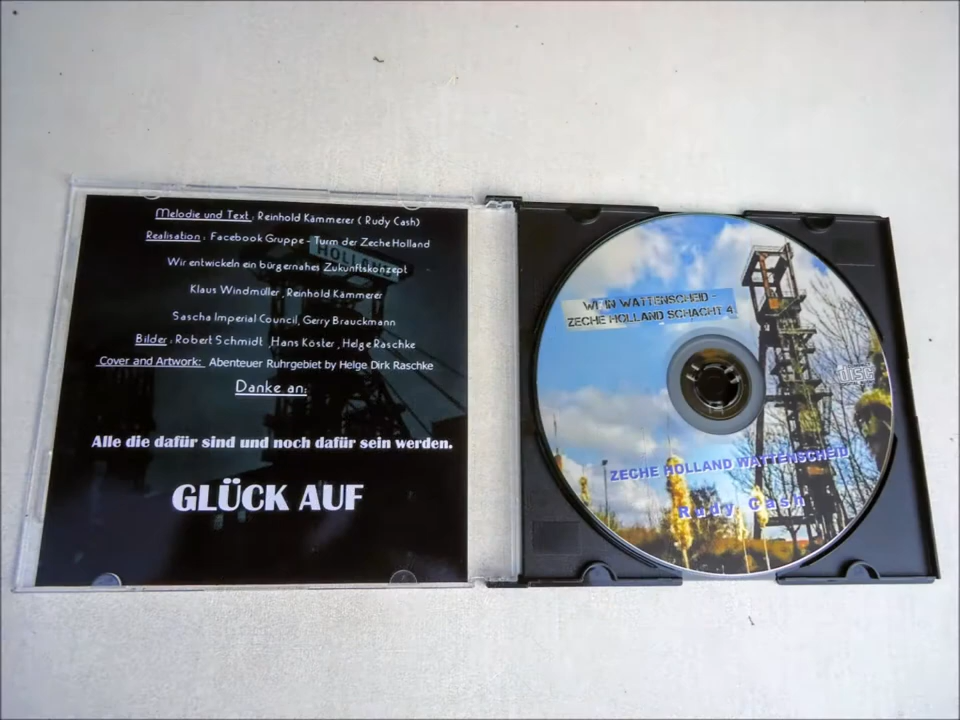 Melodie und Text : Reinhold Kämmerer ( Rudy Cash)
Realisation : Facebook Gruppe - Turm der Zeche Holland
HOLLAND
Wir entwickeln ein bürgernahes Zukunftskonzept
Klaus Windmüller , Reinhold Kämmerer
Sascha Imperial Council, Gerry Brauckmann
Bilder : Robert Schmidt , Hans Köster , Helge Raschke
Cover and Artwork: Abenteuer Ruhrgebiet by Helge Dirk Raschke
Danke an:
Alle die dafür sind und noch dafür sein werden.
GLÜCK AUF
IN WATTENSCHEID -
ZECHE HOLLAND SCHACHT 4
disc
ZECHE HOLLAND WATTENSCHEID
Rudy Cash